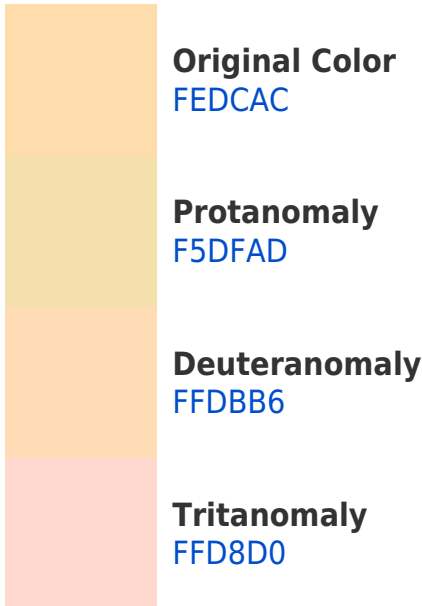 Original Color
FEDCAC
Protanomaly
F5DFAD
Deuteranomaly
FFDBB6
Tritanomaly
FFD8D0